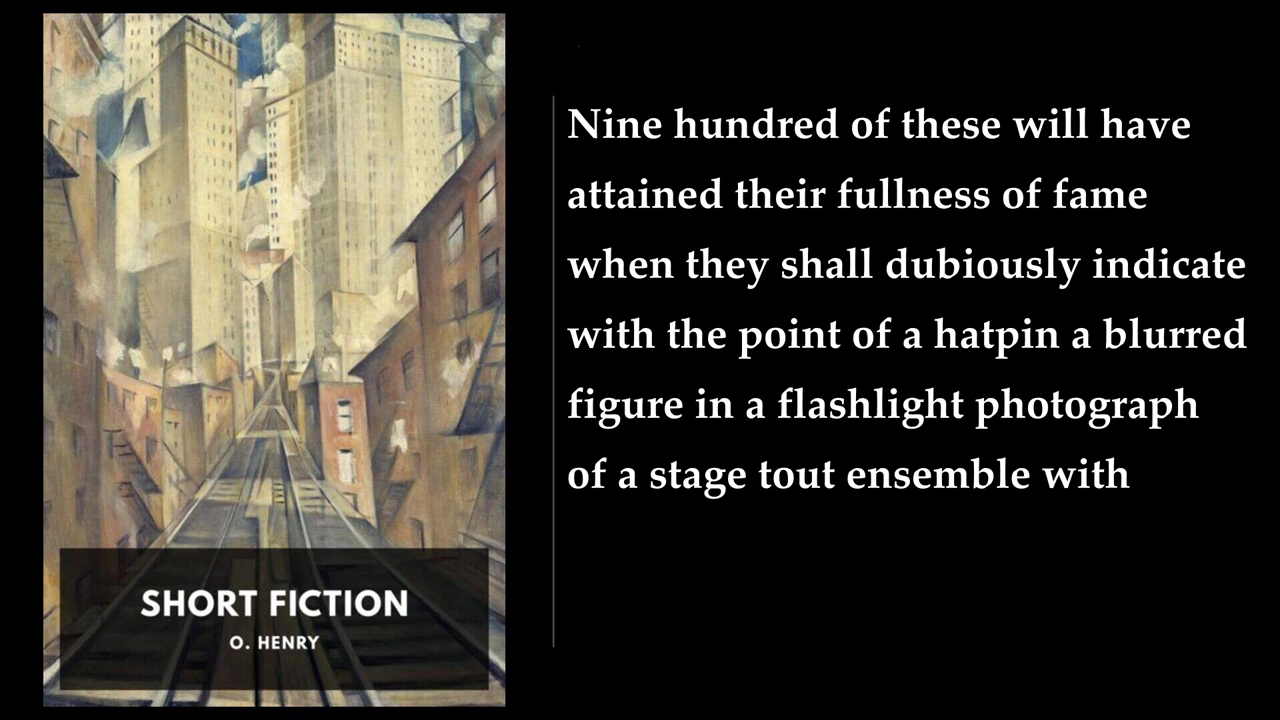 SHORT FICTION
O. HENRY
Nine hundred of these will have
attained their fullness of fame
when they shall dubiously indicate
with the point of a hatpin a blurred
figure in a flashlight photograph
of a stage tout ensemble with